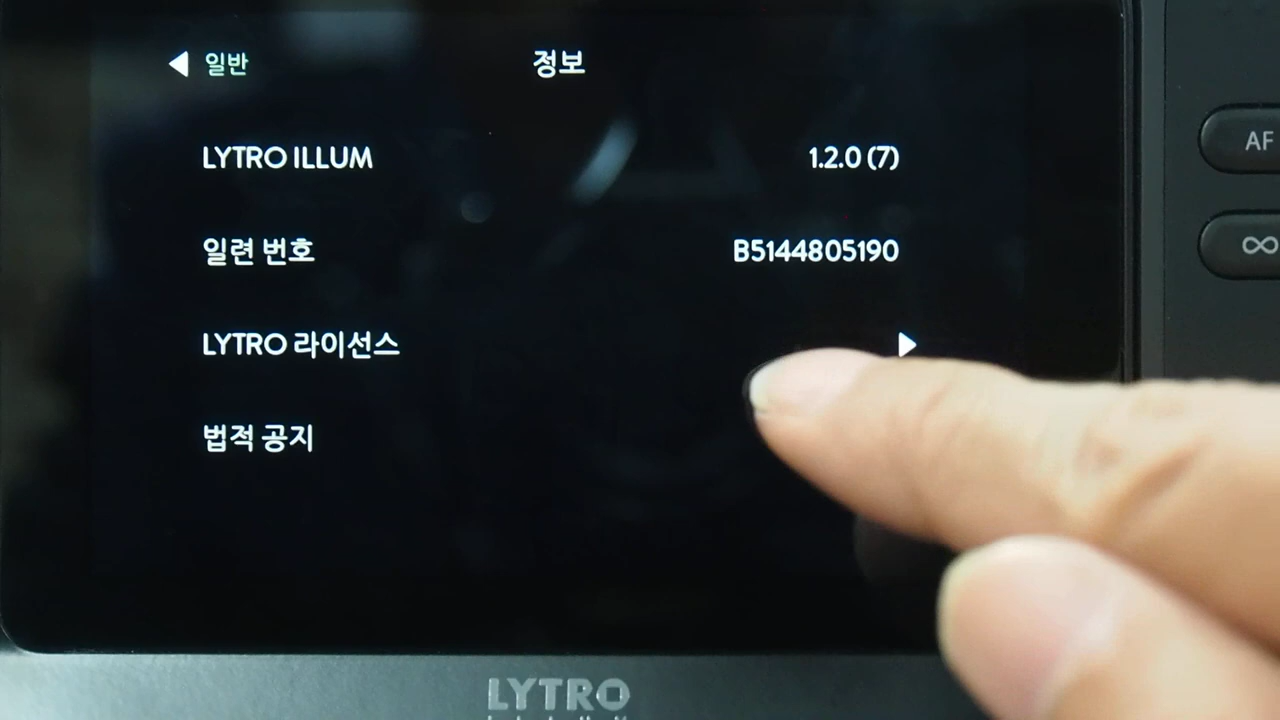 일반 정보
LYTRO ILLUM 1.2.0 (7)
AF
일련 번호 B5144805190
∞
LYTRO 라이선스
법적 공지
LYTRO